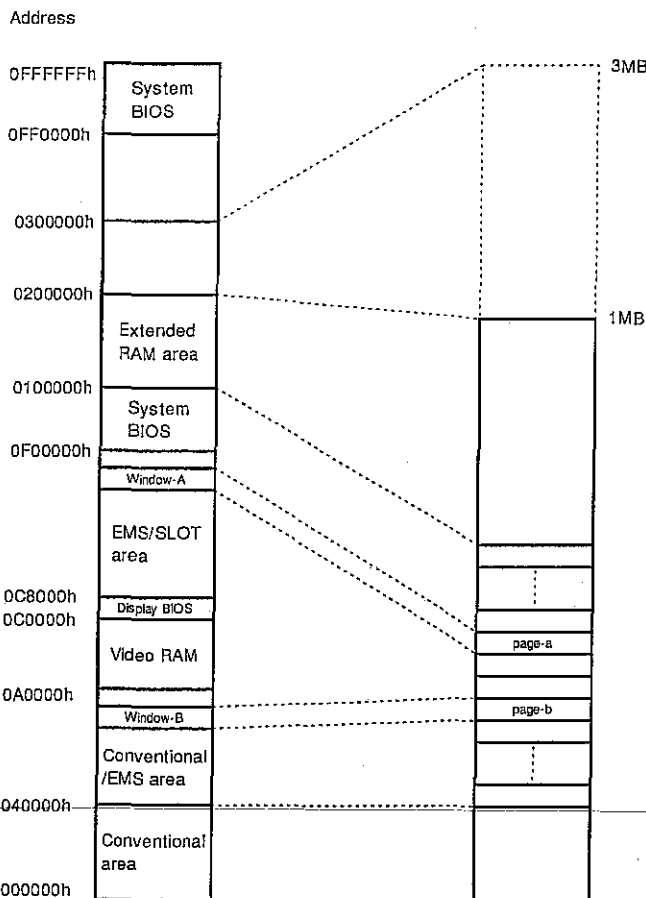 Address
0FFFFFFh
System
BIOS
3MB
0FF0000h
0300000h
0200000h
1MB
Extended
RAM area
0100000h
System
BIOS
0F00000h
Window-A
EMS/SLOT
area
0C8000h
Display BIOS
0C0000h
page-a
Video RAM
0A0000h
Window-B
page-b
Conventional
/EMS area
040000h
Conventional
area
000000h